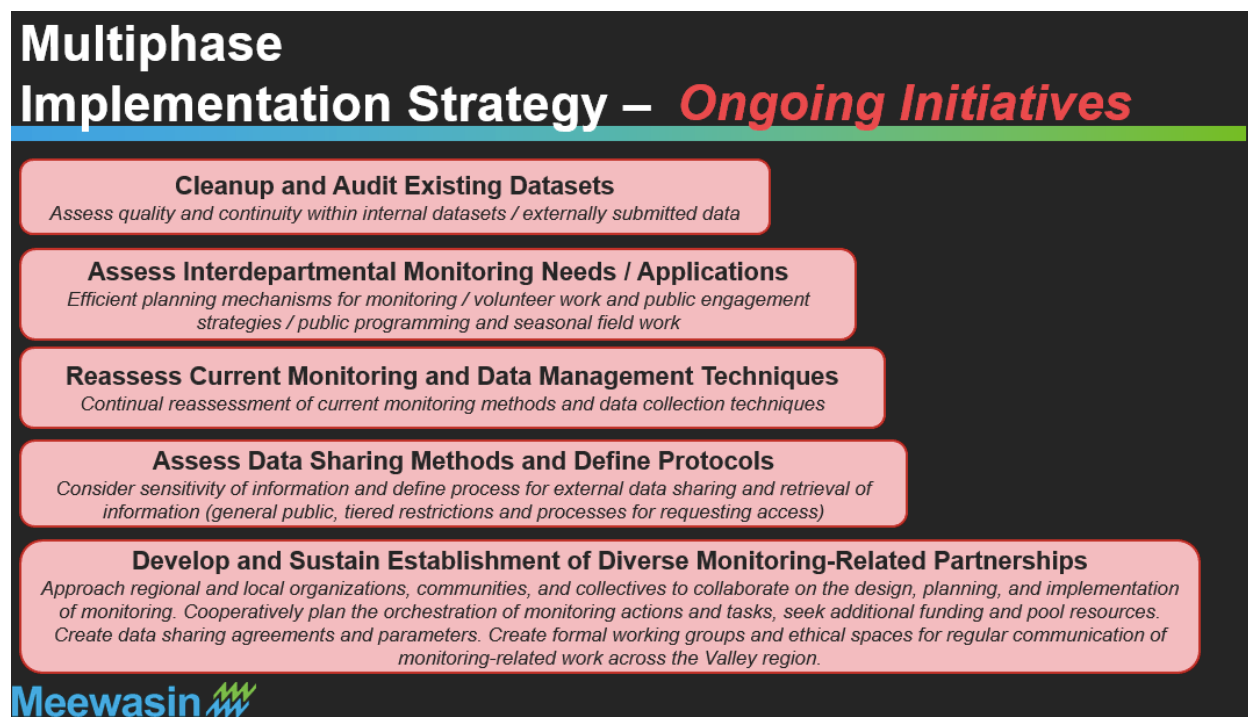 Multiphase
Implementation Strategy – Ongoing Initiatives
Cleanup and Audit Existing Datasets
Assess quality and continuity within internal datasets / externally submitted data
Assess Interdepartmental Monitoring Needs / Applications
Efficient planning mechanisms for monitoring / volunteer work and public engagement
strategies / public programming and seasonal field work
Reassess Current Monitoring and Data Management Techniques
Continual reassessment of current monitoring methods and data collection techniques
Assess Data Sharing Methods and Define Protocols
Consider sensitivity of information and define process for external data sharing and retrieval of
information (general public, tiered restrictions and processes for requesting access)
Develop and Sustain Establishment of Diverse Monitoring-Related Partnerships
Approach regional and local organizations, communities, and collectives to collaborate on the design, planning, and implementation
of monitoring. Cooperatively plan the orchestration of monitoring actions and tasks, seek additional funding and pool resources.
Create data sharing agreements and parameters. Create formal working groups and ethical spaces for regular communication of
monitoring-related work across the Valley region.
Meewasin